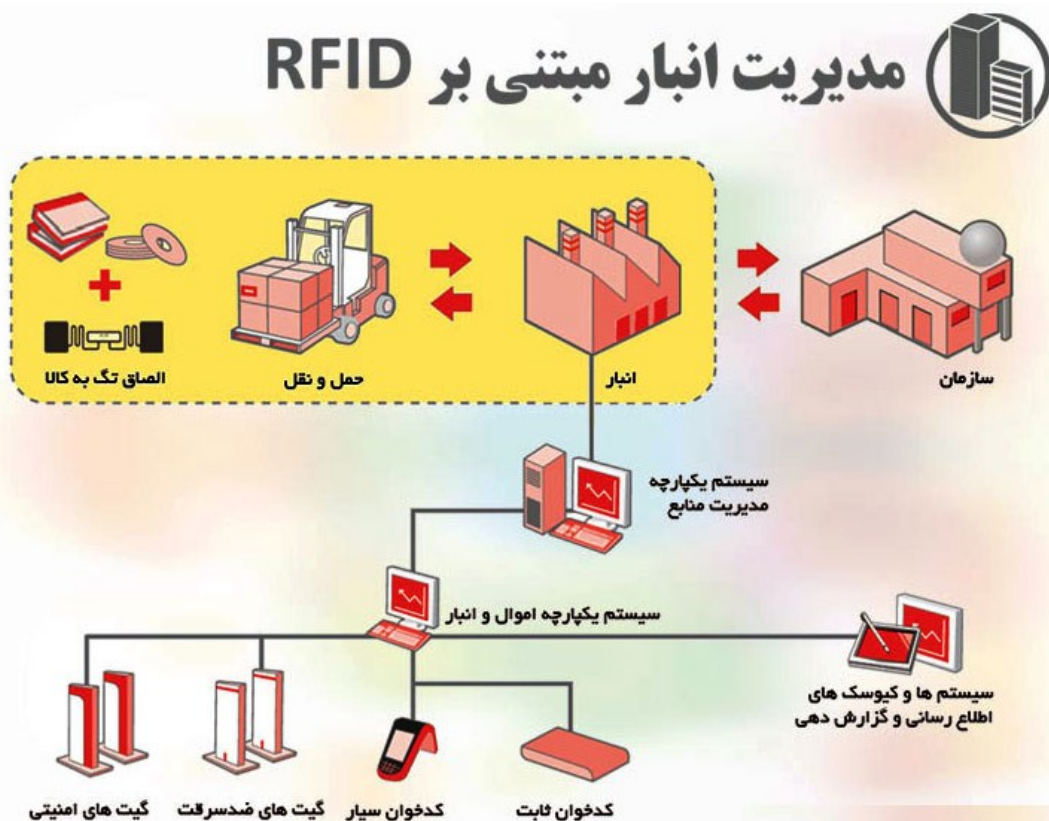 مدیریت انبار مبتنی بر RFID
سازمان
انبار
حمل و نقل
الصاق تگ به کالا
سیستم یکپارچه
مدیریت منابع
سیستم یکپارچه اموال و انبار
سیستم ها و کیوسک های
اطلاع رسانی و گزارش دهی
کدخوان ثابت
کدخوان سیار
گیت های ضدسرقت
گیت های امنیتی